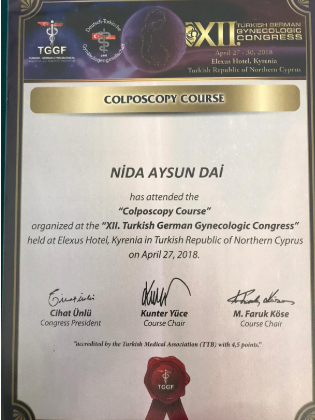 TGGF
XII TURKISH GERMAN
GYNECOLOGIC
CONGRESS
April 27 - 30, 2018
Elexus Hotel, Kyrenia
Turkish Republic of Northern Cyprus
COLPOSCOPY COURSE
NİDA AYSUN DAİ
has attended the
"Colposcopy Course"
organized at the "XII. Turkish German Gynecologic Congress"
held at Elexus Hotel, Kyrenia in Turkish Republic of Northern Cyprus
on April 27, 2018.
Cihat Ünlü
Congress President
Kunter Yüce
Course Chair
M. Faruk Köse
Course Chair
"accredited by the Turkish Medical Association (TTB) with 4,5 points."
TGGF